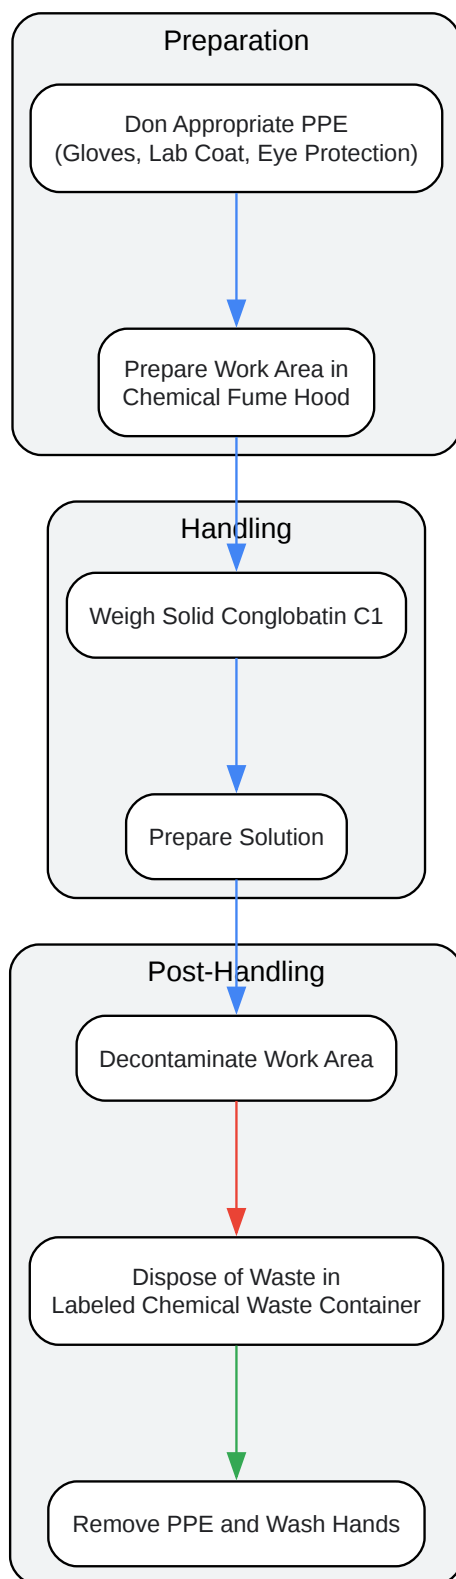 Preparation
Don Appropriate PPE
(Gloves, Lab Coat, Eye Protection)
Prepare Work Area in
Chemical Fume Hood
Handling
Weigh Solid Conglobatin C1
Prepare Solution
Post-Handling
Decontaminate Work Area
Dispose of Waste in
Labeled Chemical Waste Container
Remove PPE and Wash Hands